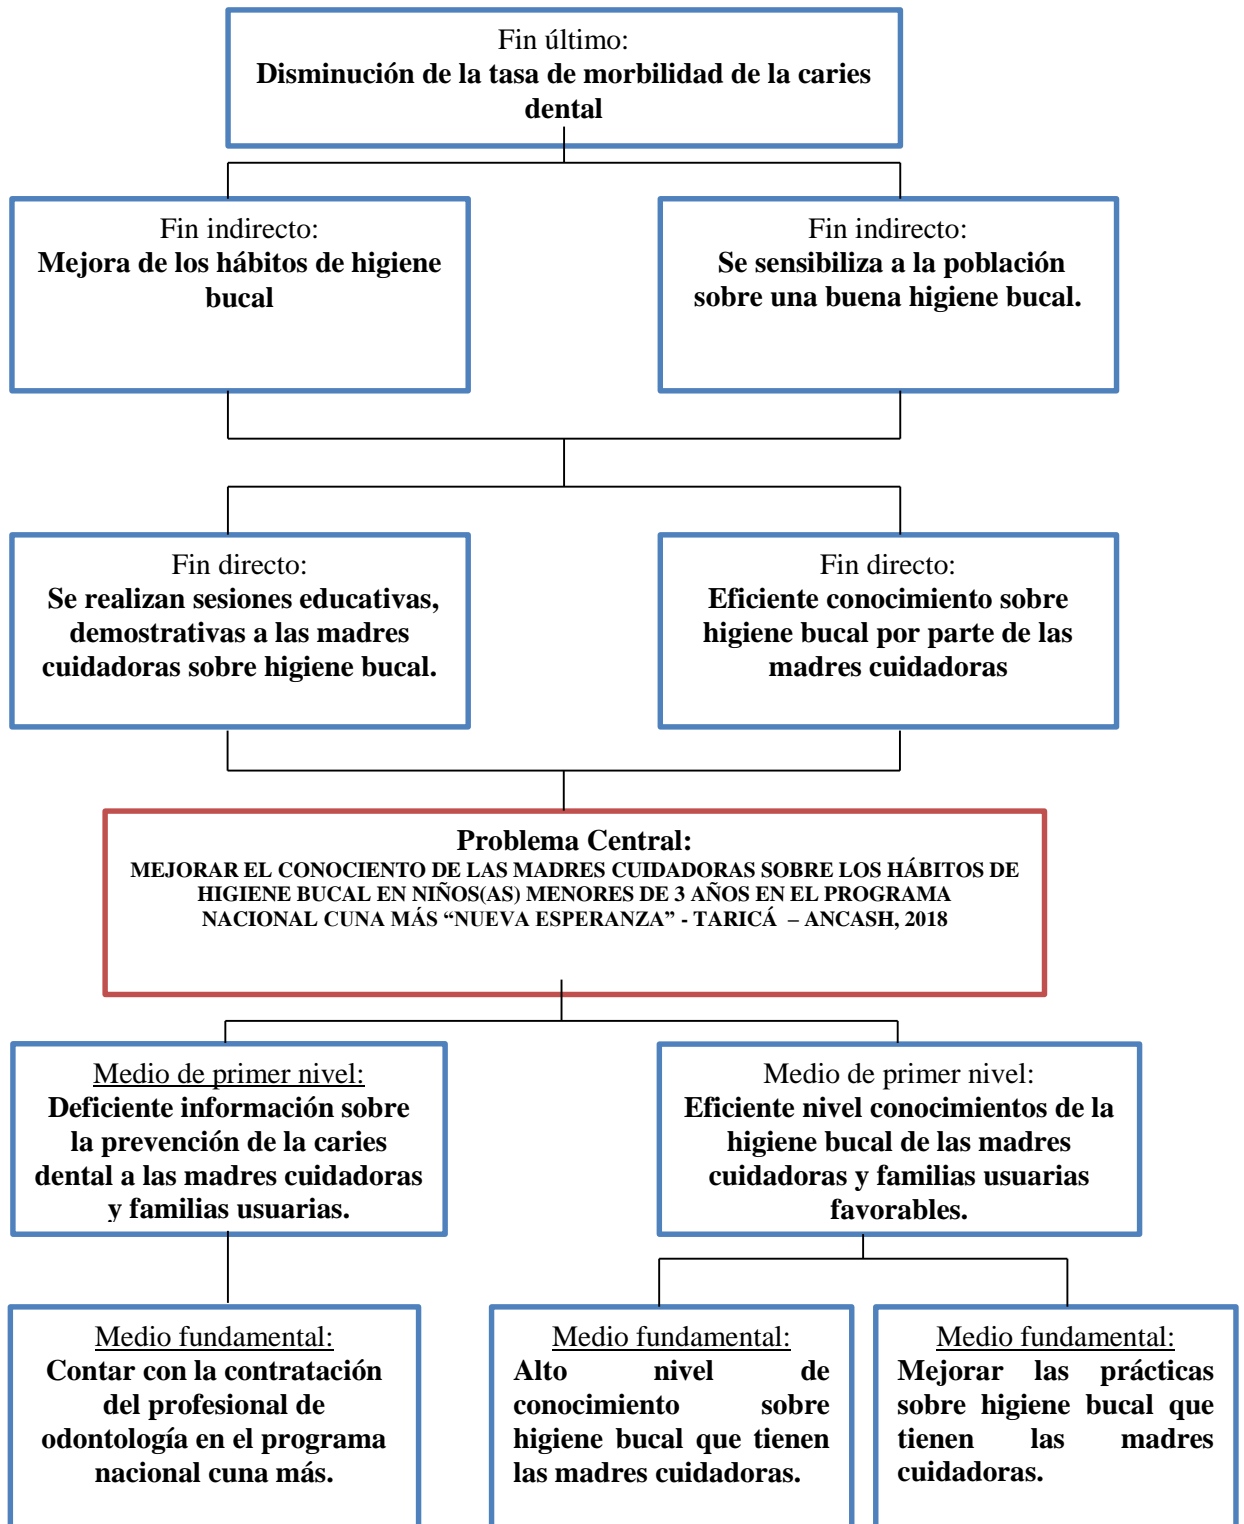 Fin último:
Disminución de la tasa de morbilidad de la caries
dental
Fin indirecto:
Mejora de los hábitos de higiene
bucal
Fin indirecto:
Se sensibiliza a la población
sobre una buena higiene bucal.
Fin directo:
Se realizan sesiones educativas,
demostrativas a las madres
cuidadoras sobre higiene bucal.
Fin directo:
Eficiente conocimiento sobre
higiene bucal por parte de las
madres cuidadoras
Problema Central:
MEJORAR EL CONOCIENTO DE LAS MADRES CUIDADORAS SOBRE LOS HÁBITOS DE
HIGIENE BUCAL EN NIÑOS(AS) MENORES DE 3 AÑOS EN EL PROGRAMA
NACIONAL CUNA MÁS “NUEVA ESPERANZA” - TARICÁ – ANCASH, 2018
Medio de primer nivel:
Deficiente información sobre
la prevención de la caries
dental a las madres cuidadoras
y familias usuarias.
Medio de primer nivel:
Eficiente nivel conocimientos de la
higiene bucal de las madres
cuidadoras y familias usuarias
favorables.
Medio fundamental:
Contar con la contratación
del profesional de
odontología en el programa
nacional cuna más.
Medio fundamental:
Alto nivel de
conocimiento sobre
higiene bucal que tienen
las madres cuidadoras.
Medio fundamental:
Mejorar las prácticas
sobre higiene bucal que
tienen las madres
cuidadoras.